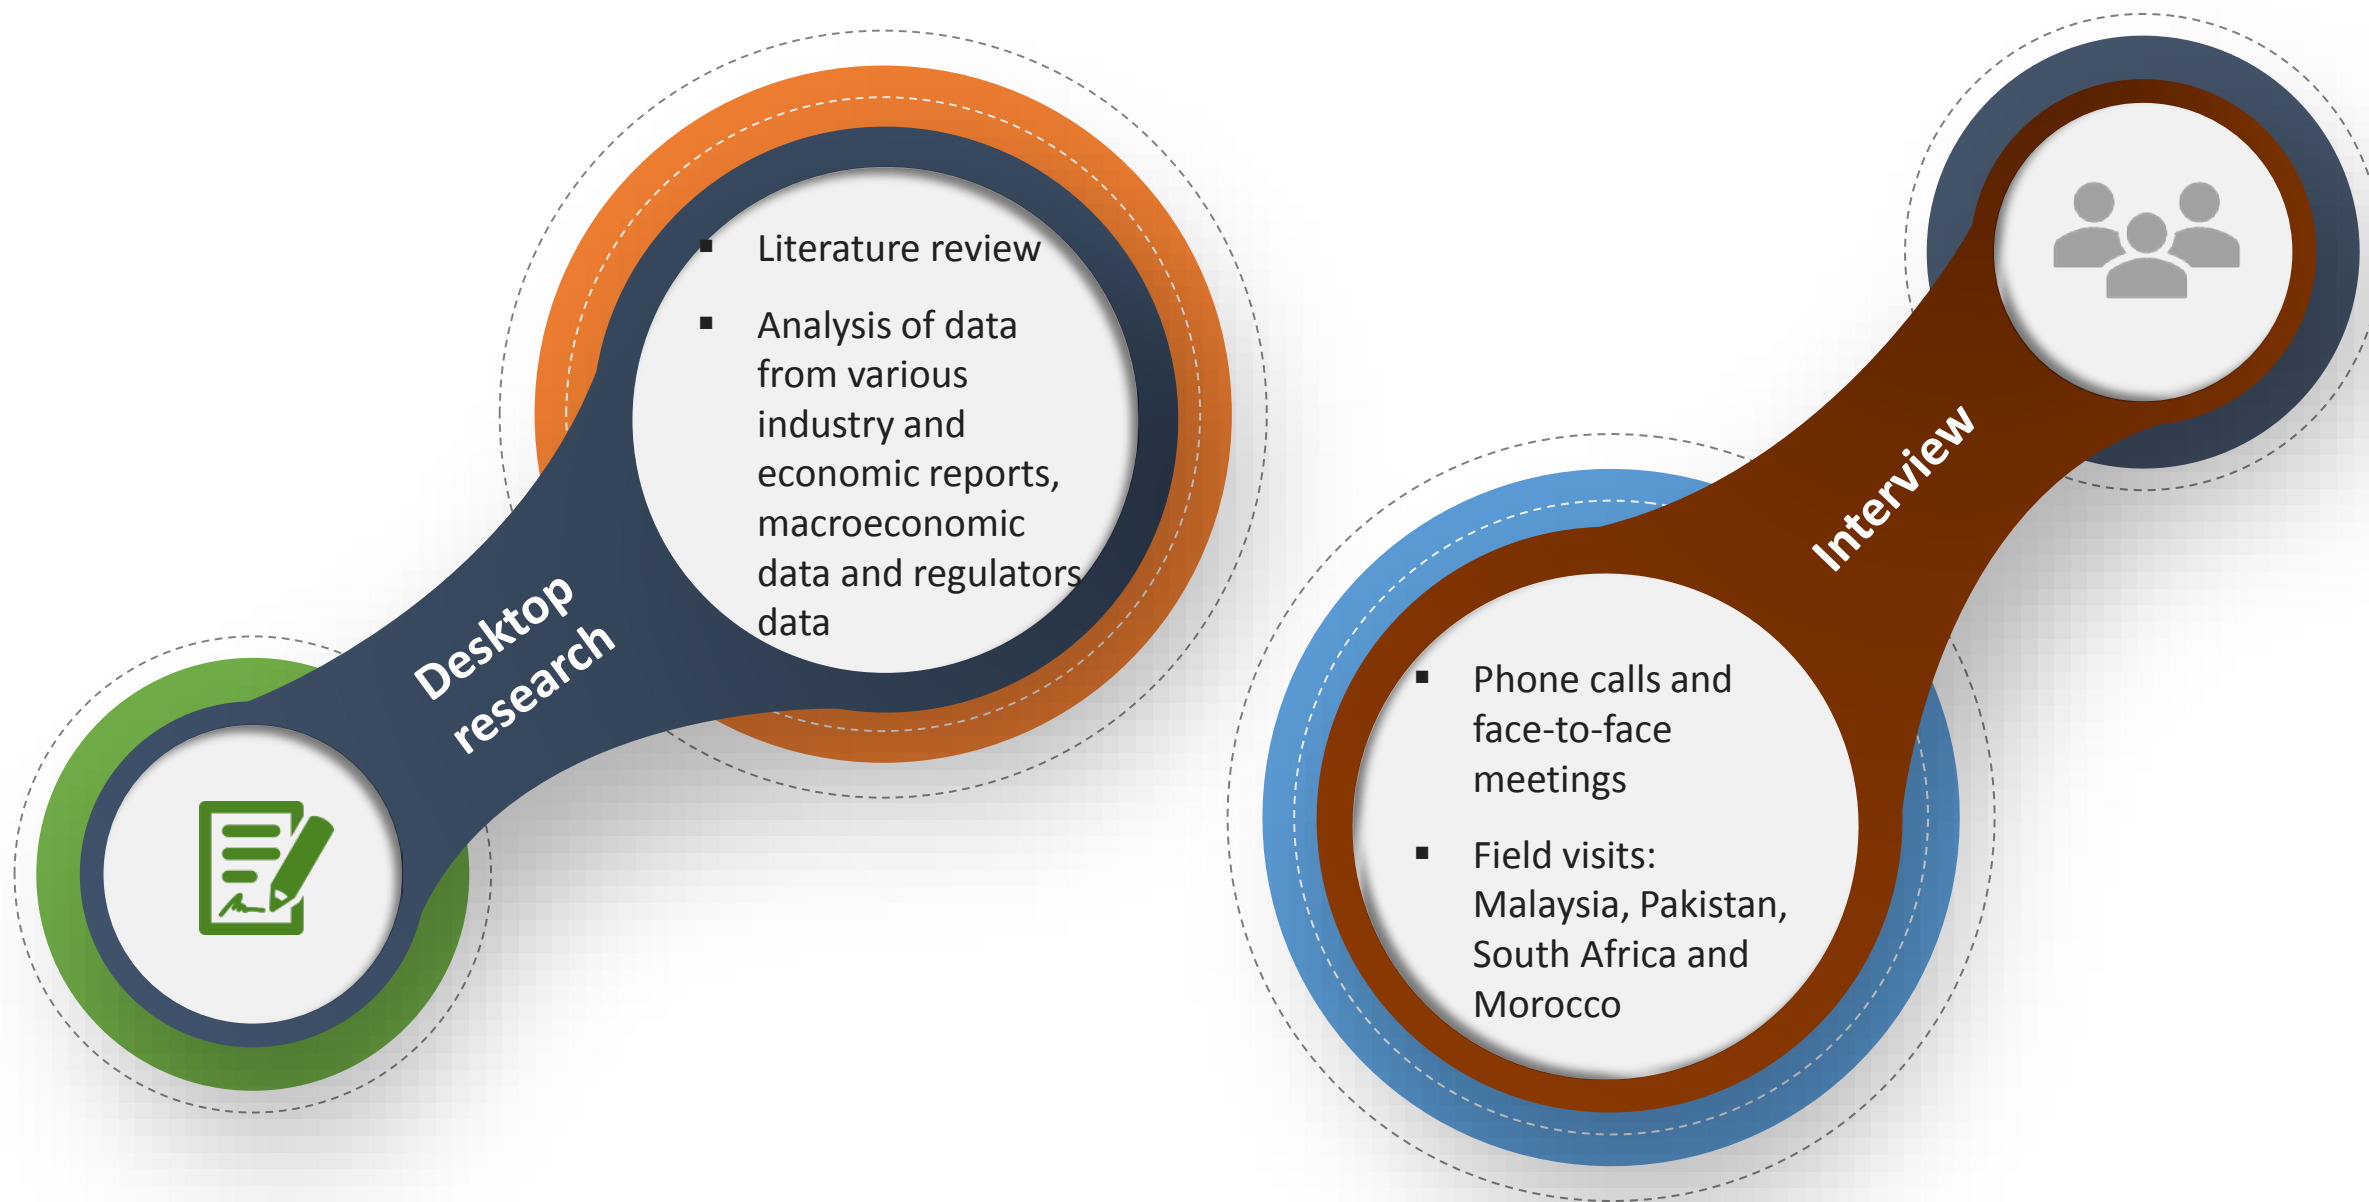 Desktop
research
▪ Literature review
▪ Analysis of data
from various
industry and
economic reports,
macroeconomic
data and regulators
data
Interview
▪ Phone calls and
face-to-face
meetings
▪ Field visits:
Malaysia, Pakistan,
South Africa and
Morocco